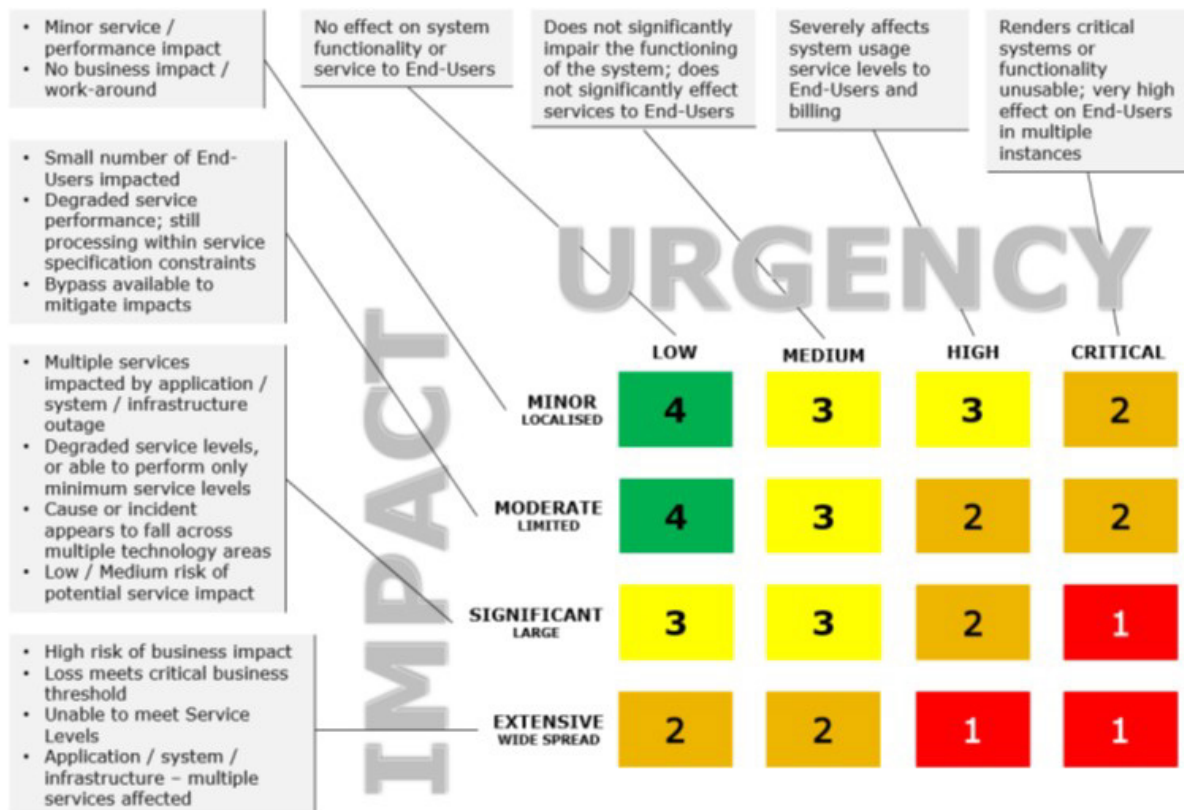 • Minor service /
performance impact
• No business impact /
work-around
No effect on system
functionality or
service to End-Users
Does not significantly
impair the functioning
of the system; does
not significantly effect
services to End-Users
Severely affects
system usage
service levels to
End-Users and
billing
Renders critical
systems or
functionality
unusable; very high
effect on End-Users
in multiple
instances
• Small number of End-
Users impacted
• Degraded service
performance; still
processing within service
specification constraints
• Bypass available to
mitigate impacts
• Multiple services
impacted by application /
system / infrastructure
outage
• Degraded service levels,
or able to perform only
minimum service levels
• Cause or incident
appears to fall across
multiple technology areas
• Low / Medium risk of
potential service impact
• High risk of business impact
• Loss meets critical business
threshold
• Unable to meet Service
Levels
• Application / system /
infrastructure – multiple
services affected
URGENCY
IMPACT
LOW MEDIUM HIGH CRITICAL
MINOR
LOCALISED
4 3 3 2
MODERATE
LIMITED
4 3 2 2
SIGNIFICANT
LARGE
3 3 2 1
EXTENSIVE
WIDE SPREAD
2 2 1 1